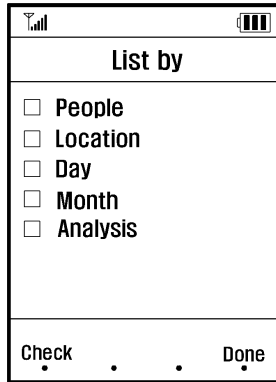 List by
People
Location
Day
Month
Analysis
Check Done